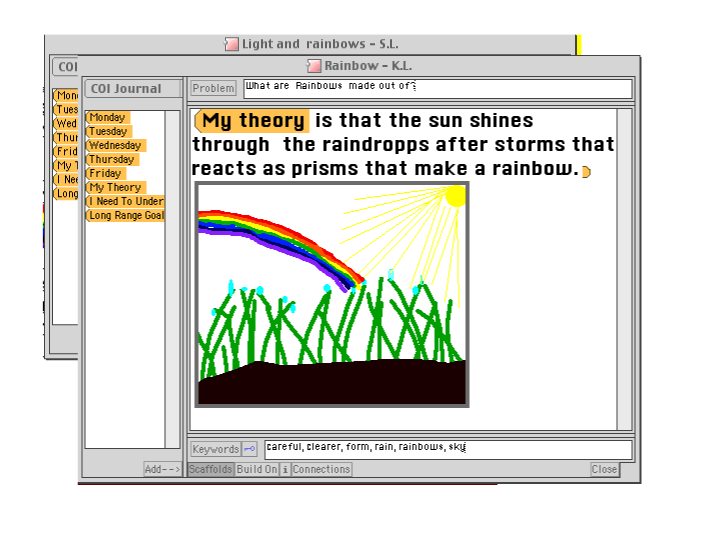 Light and rainbows - S.L.
COI
Mon
Tues
Wed
Thur
Frid
My T
I Nee
Long
Rainbow - K.L.
COI Journal
Monday
Tuesday
Wednesday
Thursday
Friday
My Theory
I Need To Under
Long Range Goal
Add-->
Problem
What are Rainbows made out of?
My theory is that the sun shines
through the raindropps after storms that
reacts as prisms that make a rainbow.
Keywords
careful, clearer, form, rain, rainbows, sky
Scaffolds Build On i Connections
Close